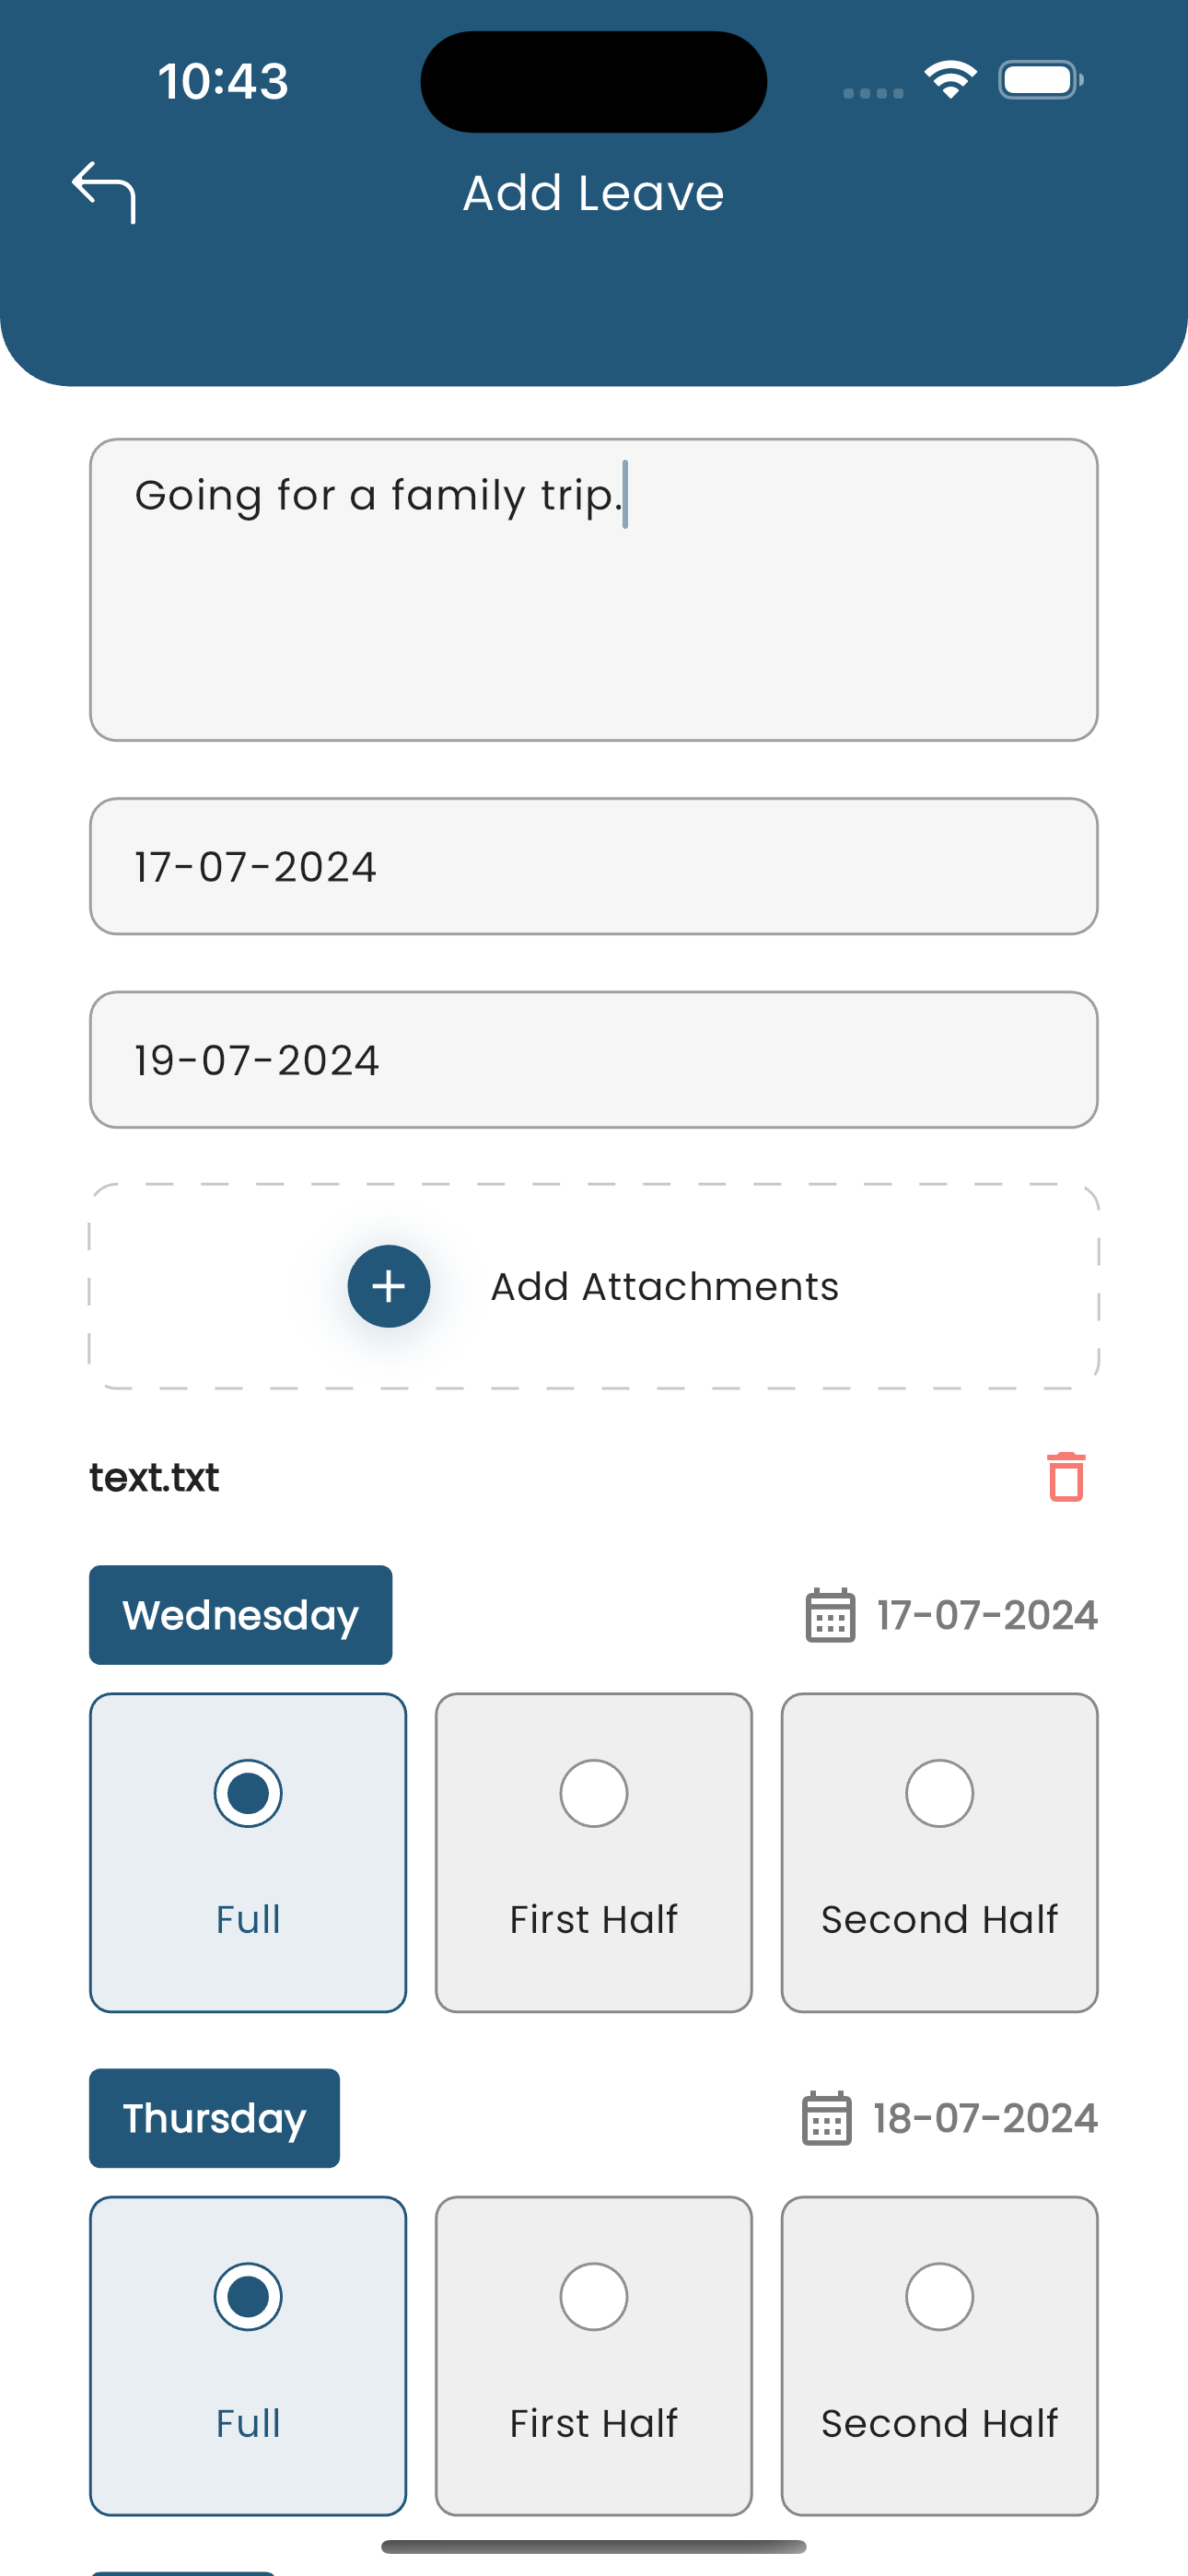 10:43
Add Leave
Going for a family trip.
17-07-2024
19-07-2024
Add Attachments
text.txt
Wednesday 17-07-2024
Full First Half Second Half
Thursday 18-07-2024
Full First Half Second Half